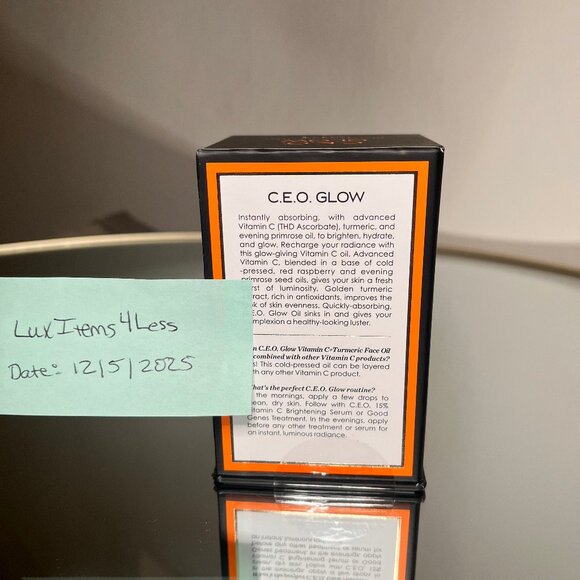 C.E.O. GLOW
Instantly absorbing, with advanced
Vitamin C (THD Ascorbate), turmeric, and
evening primrose oil, to brighten, hydrate,
and glow. Recharge your radiance with
this glow-giving Vitamin C oil. Advanced
Vitamin C, blended in a base of cold
-pressed, red raspberry and evening
primrose seed oils, gives your skin a fresh
of luminosity. Golden turmeric
rich in antioxidants, improves the
of skin evenness. Quickly-absorbing,
Glow Oil sinks in and gives your
a healthy-looking luster.
C.E.O. Glow Vitamin C+Turmeric Face Oil
combined with other Vitamin C products?
This cold-pressed oil can be layered
any other Vitamin C product.
What's the perfect C.E.O. Glow routine?
the mornings, apply a few drops to
dry skin. Follow with C.E.O. 15%
Vitamin C Brightening Serum or Good
Genes Treatment. In the evenings, apply
before any other treatment or serum for
an instant, luminous radiance.
LuxItems4Less
Date: 12/5/2025